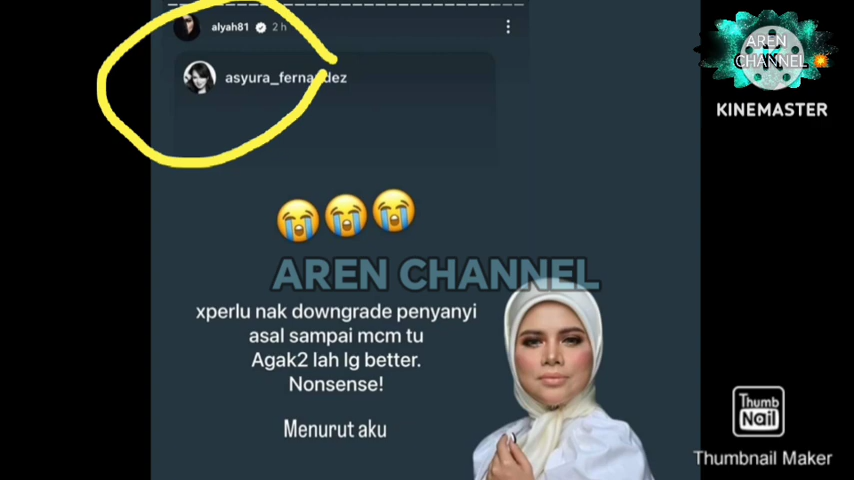 alyah81 2 h
asyura_fernandez
AREN CHANNEL
xperlu nak downgrade penyanyi
asal sampai mcm tu
Agak2 lah lg better.
Nonsense!
Menurut aku
AREN
CHANNEL
KINEMASTER
Thumb
Nail
Thumbnail Maker